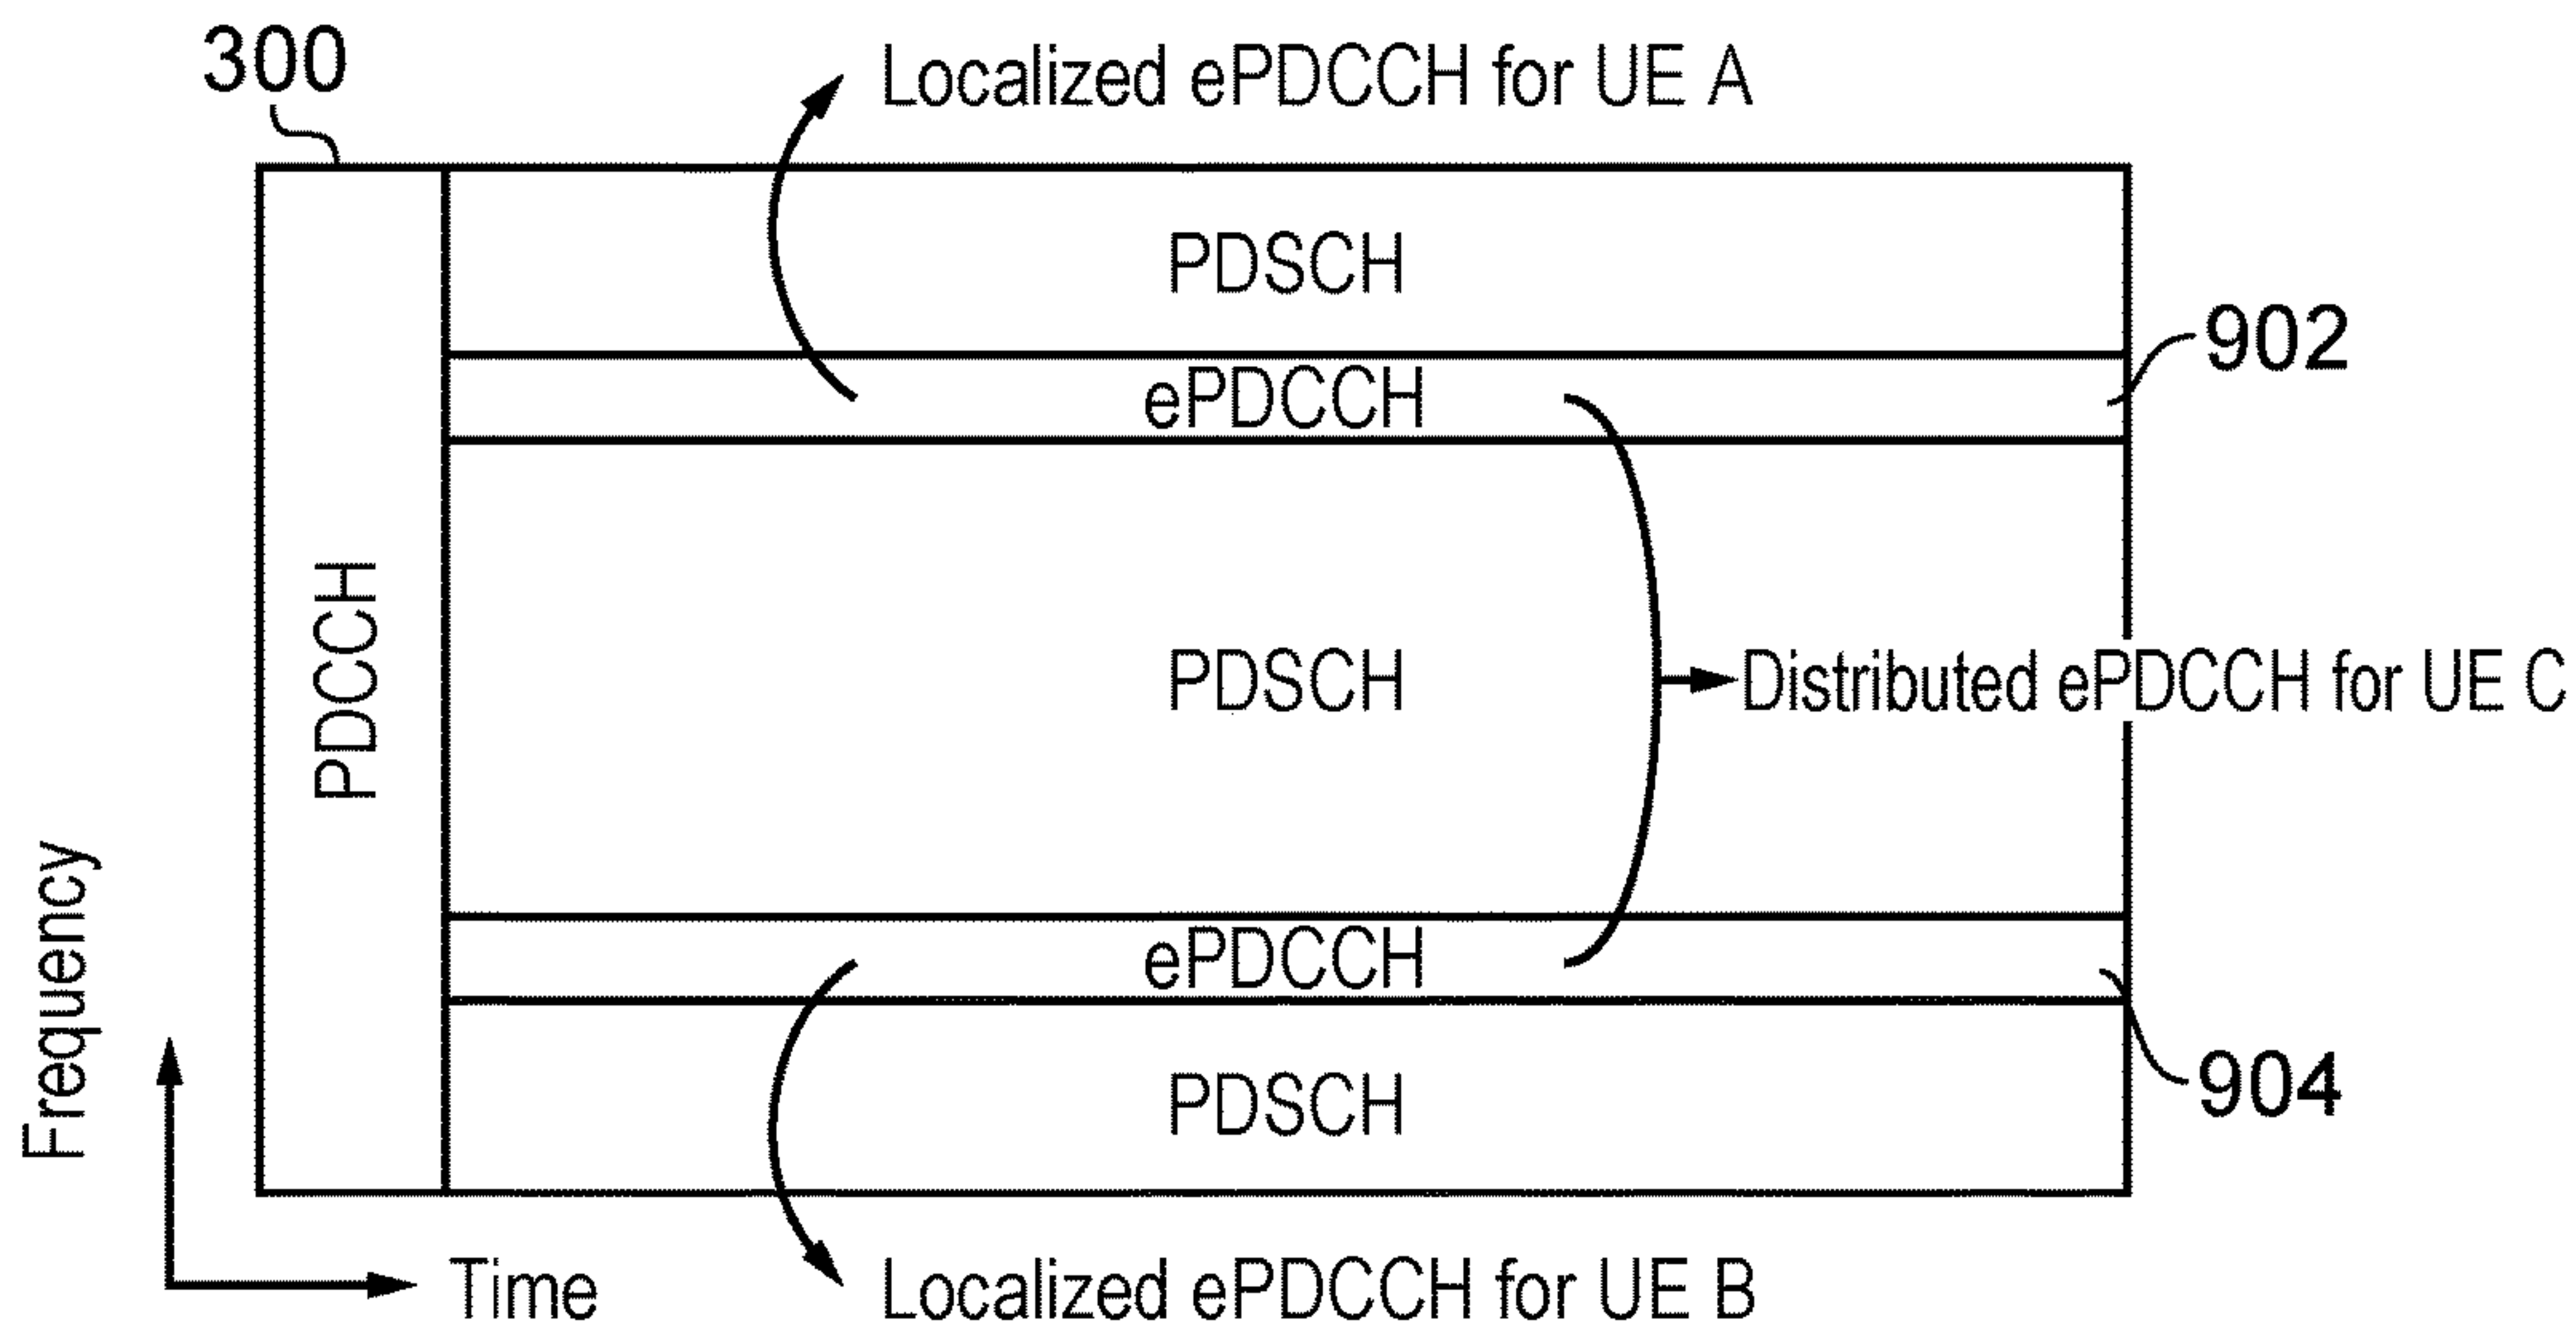 300
Localized ePDCCH for UE A
PDSCH
902
ePDCCH
PDCCH
PDSCH
Distributed ePDCCH for UE C
ePDCCH
904
PDSCH
Frequency
Time
Localized ePDCCH for UE B